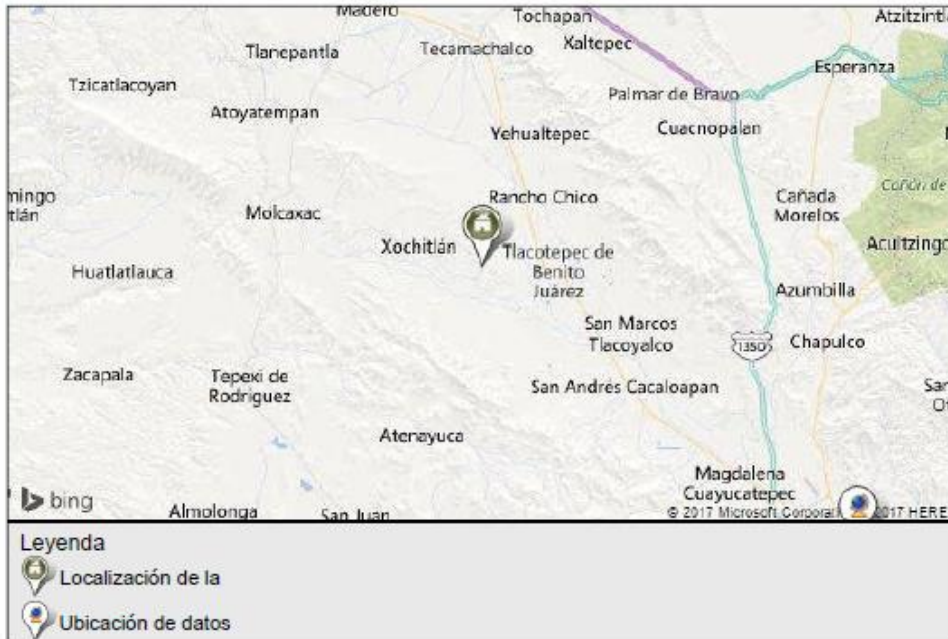 Madero
Tochapan
Atzitzintl
Tlanepantla
Tecamachalco
Xaltepec
Esperanza
Tzicatlacoyan
Palmar de Bravo
Atoyatempan
Yehualtepec
Cuacnopalan
mingo
tlán
Cañón de
Rancho Chico
Cañada
Morelos
Molcaxac
Xochitlán
Tlacotepec de
Benito
Juárez
Acultzingo
Huatlatlauca
Azumbilla
San Marcos
Tlacoyalco
135D
Chapulco
Zacapala
Tepexi de
Rodriguez
San Andrés Cacaloapan
San
Atenayuca
Magdalena
Cuayucatepec
bing
Almolonga
San Juan
© 2017 Microsoft Corporati 2017 HERE
Leyenda
Localización de la
Ubicación de datos